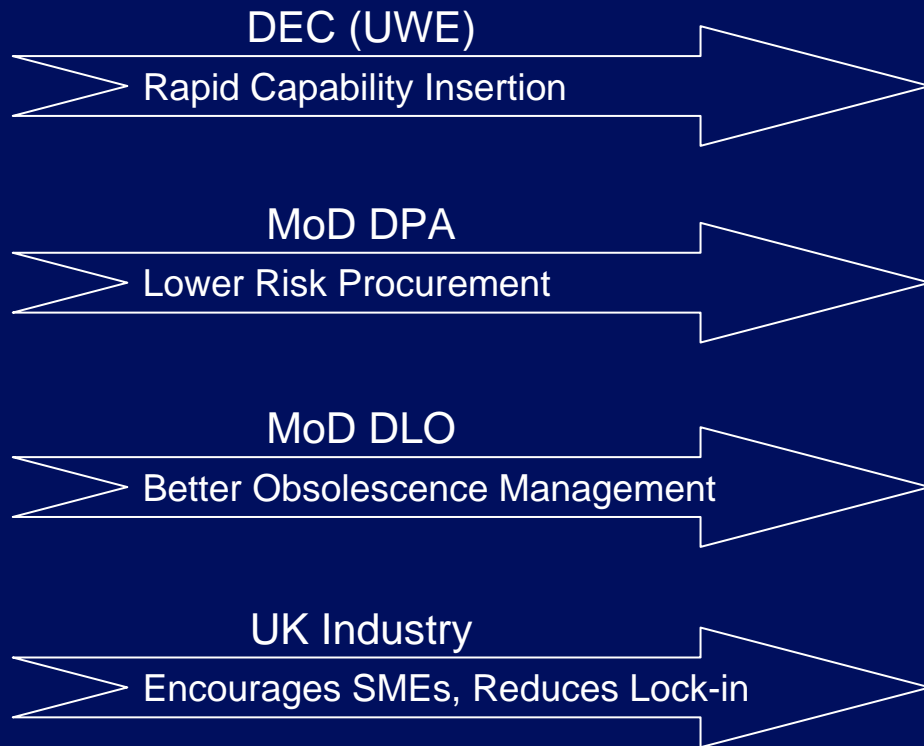 DEC (UWE)
Rapid Capability Insertion
MoD DPA
Lower Risk Procurement
MoD DLO
Better Obsolescence Management
UK Industry
Encourages SMEs, Reduces Lock-in